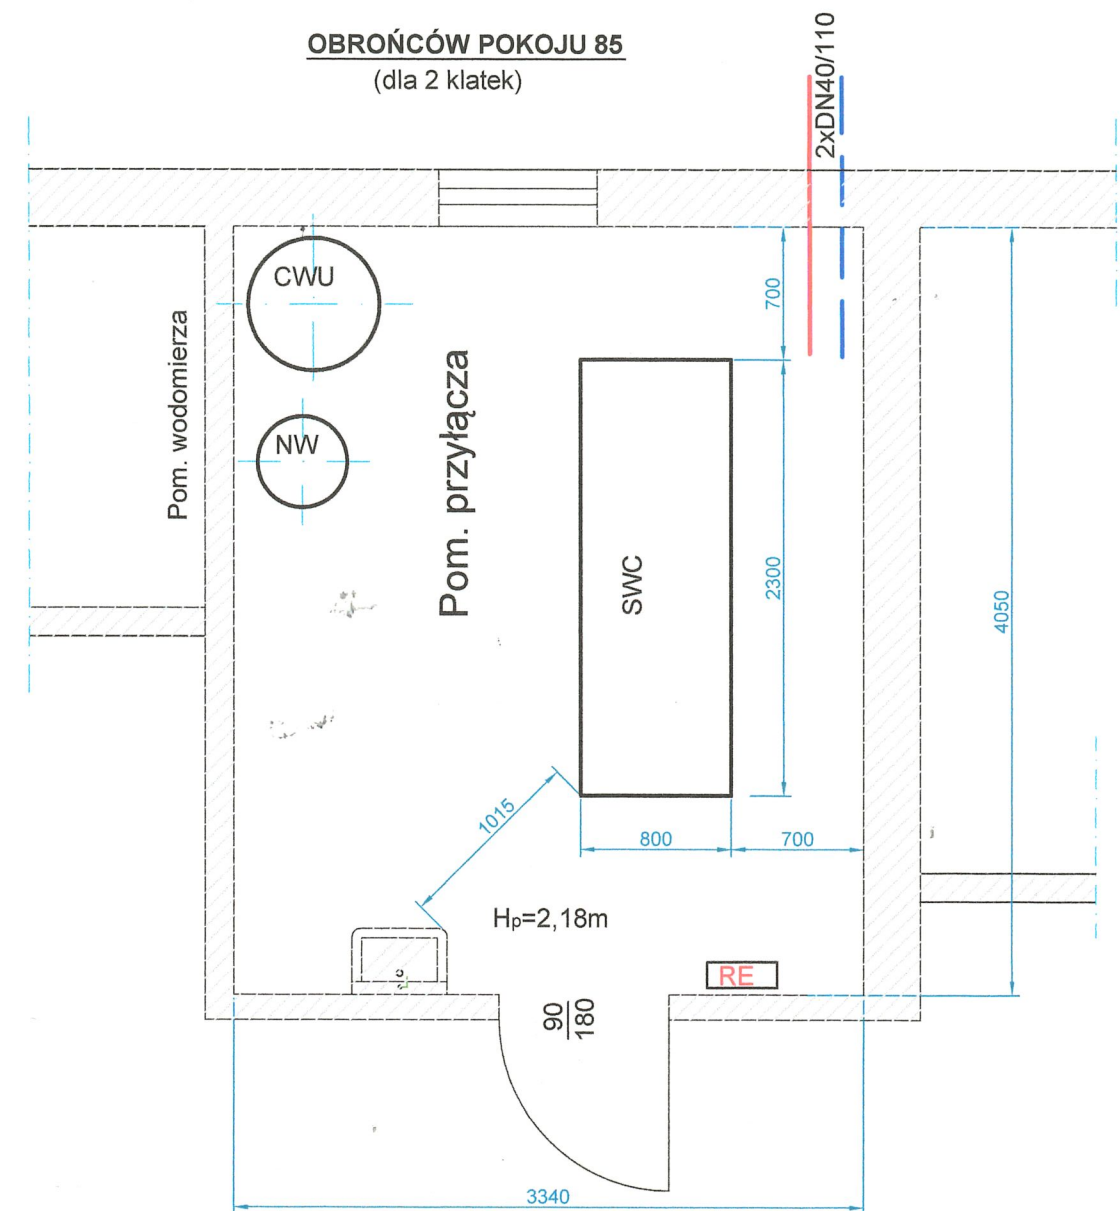 OBROŃCÓW POKOJU 85
(dla 2 klatek)
2xDN40/110
CWU
700
Pom. wodomierza
Pom. przyłącza
NW
SWC
2300
4050
1015
800
700
Hp=2,18m
RE
90
180
3340